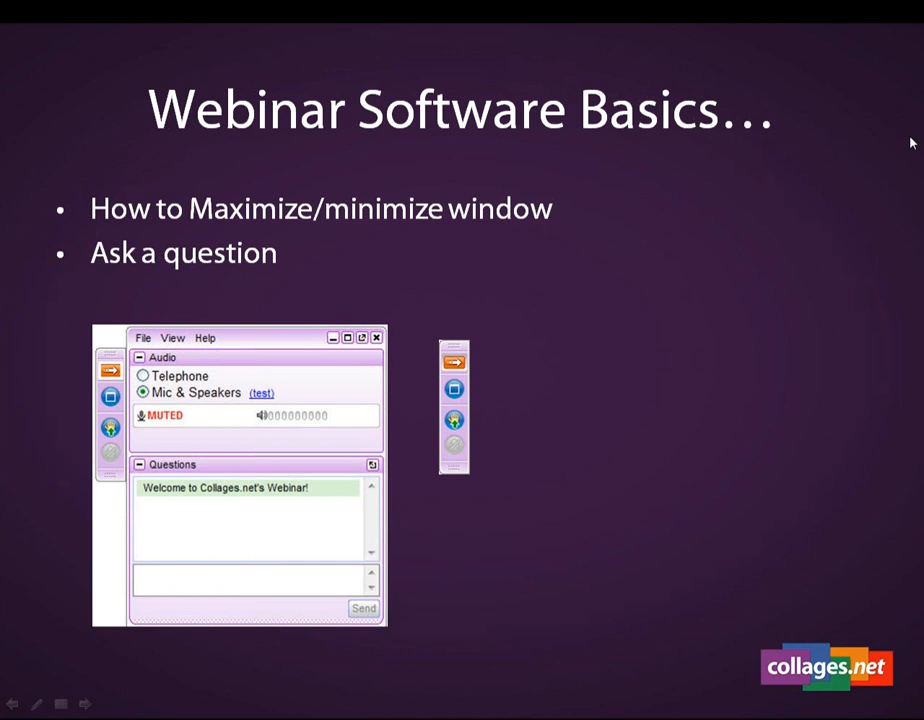 Webinar Software Basics…
• How to Maximize/minimize window
• Ask a question
File View Help
Audio
Telephone
Mic & Speakers (test)
MUTED 000000000
Questions
Welcome to Collages.net's Webinar!
Send
collages.net